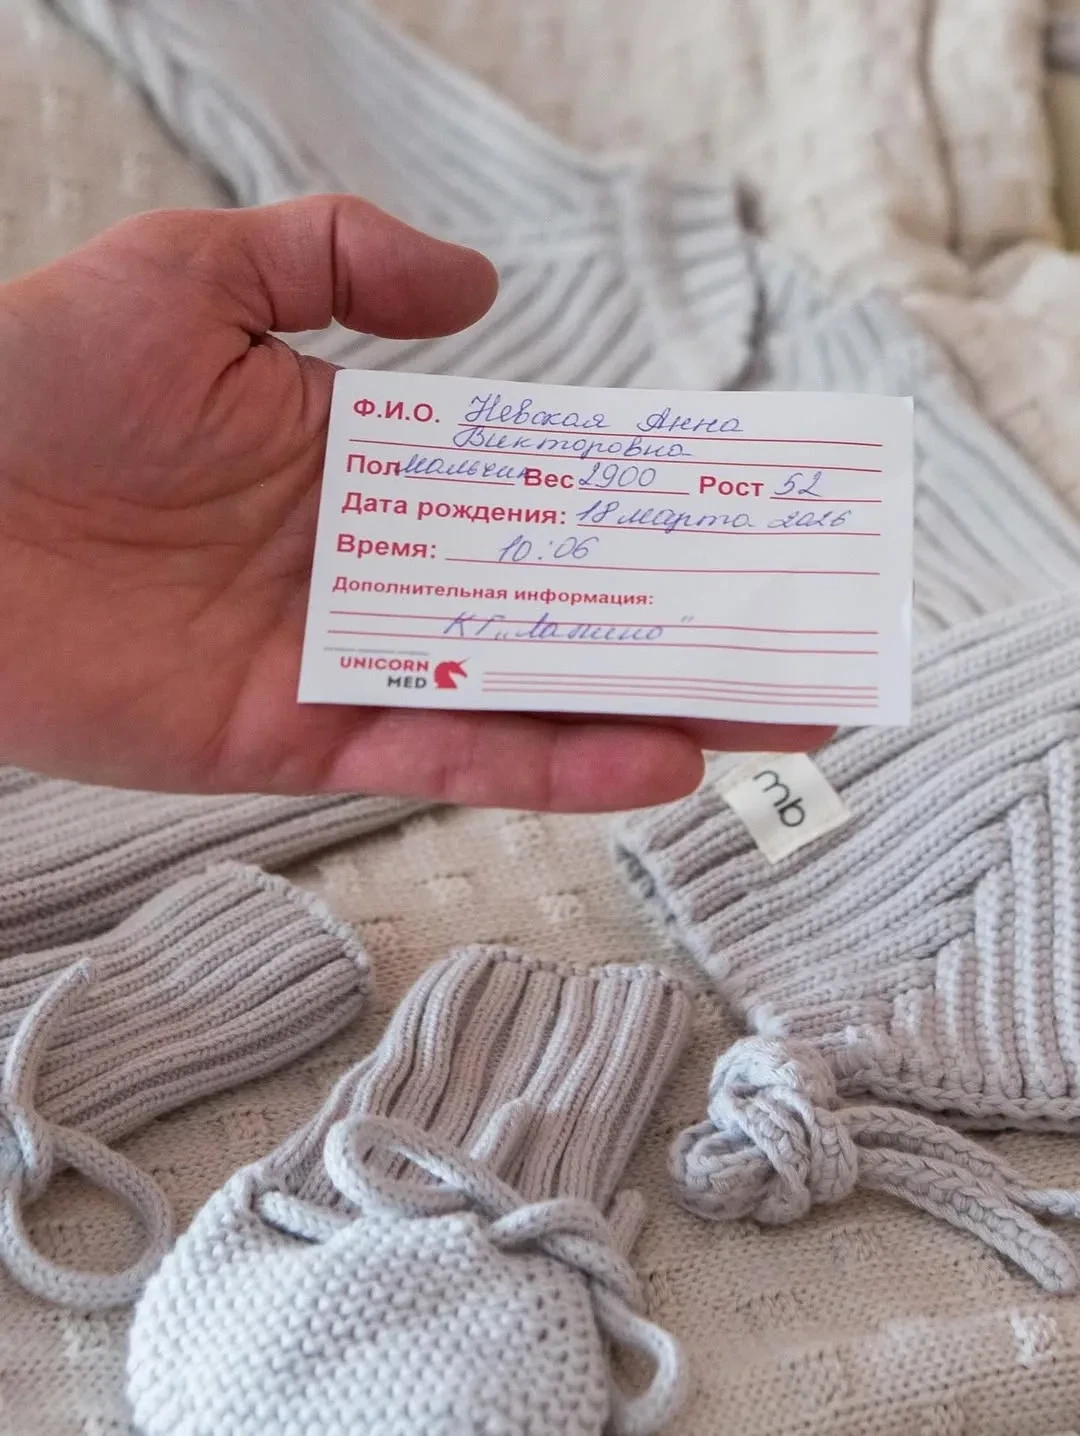 Ф.И.О. Невская Анна
Викторовна
Пол мальчик Вес 2900 Рост 52
Дата рождения: 18 марта 2026
Время: 10:06
Дополнительная информация:
КГ „Лапино"
UNICORN
MED
mb